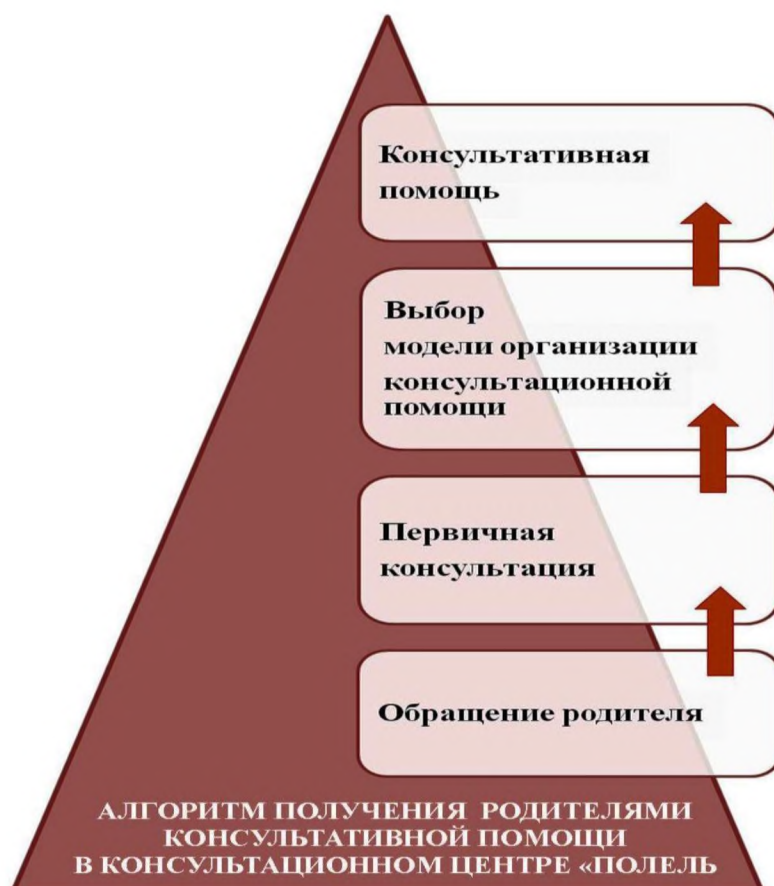 Консультативная
помощь
Выбор
модели организации
консультационной
помощи
Первичная
консультация
Обращение родителя
АЛГОРИТМ ПОЛУЧЕНИЯ РОДИТЕЛЯМИ
КОНСУЛЬТАТИВНОЙ ПОМОЩИ
В КОНСУЛЬТАЦИОННОМ ЦЕНТРЕ «ПОЛЕЛЬ